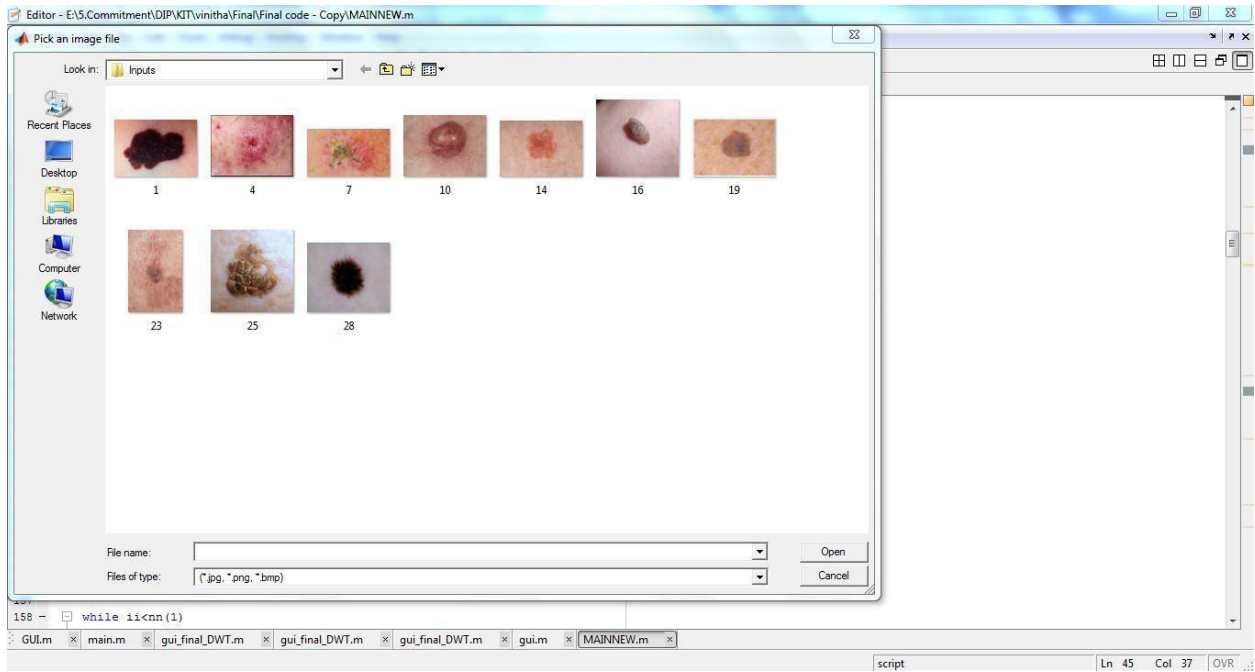 Editor - E:\5.Commitment\DIP\KIT\vinitha\Final\Final code - Copy\MAINNEW.m
Pick an image file
Look in: Inputs
Recent Places
Desktop
Libraries
Computer
Network
1 4 7 10 14 16 19
23 25 28
File name: Open
Files of type: (*.jpg, *.png, *.bmp) Cancel
158 - while ii<nn(1)
GUI.m main.m gui_final_DWT.m gui_final_DWT.m gui_final_DWT.m gui.m MAINNEW.m
script Ln 45 Col 37 OVR